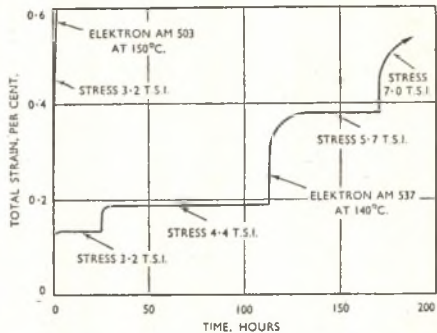 TOTAL STRAIN, PER CENT.
0·6
0·4
0·2
0
ELEKTRON AM 503
AT 150°C.
STRESS 3·2 T.S.I.
STRESS
7·0 T.S.I.
STRESS 5·7 T.S.I.
ELEKTRON AM 537
AT 140°C.
STRESS 4·4 T.S.I.
STRESS 3·2 T.S.I.
0
50
100
150
200
TIME, HOURS